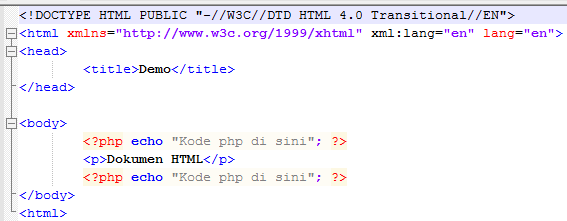 <!DOCTYPE HTML PUBLIC "-//W3C//DTD HTML 4.0 Transitional//EN">
<html xmlns="http://www.w3c.org/1999/xhtml" xml:lang="en" lang="en">
<head>
<title>Demo</title>
</head>
<body>
<?php echo "Kode php di sini"; ?>
<p>Dokumen HTML</p>
<?php echo "Kode php di sini"; ?>
</body>
<html>